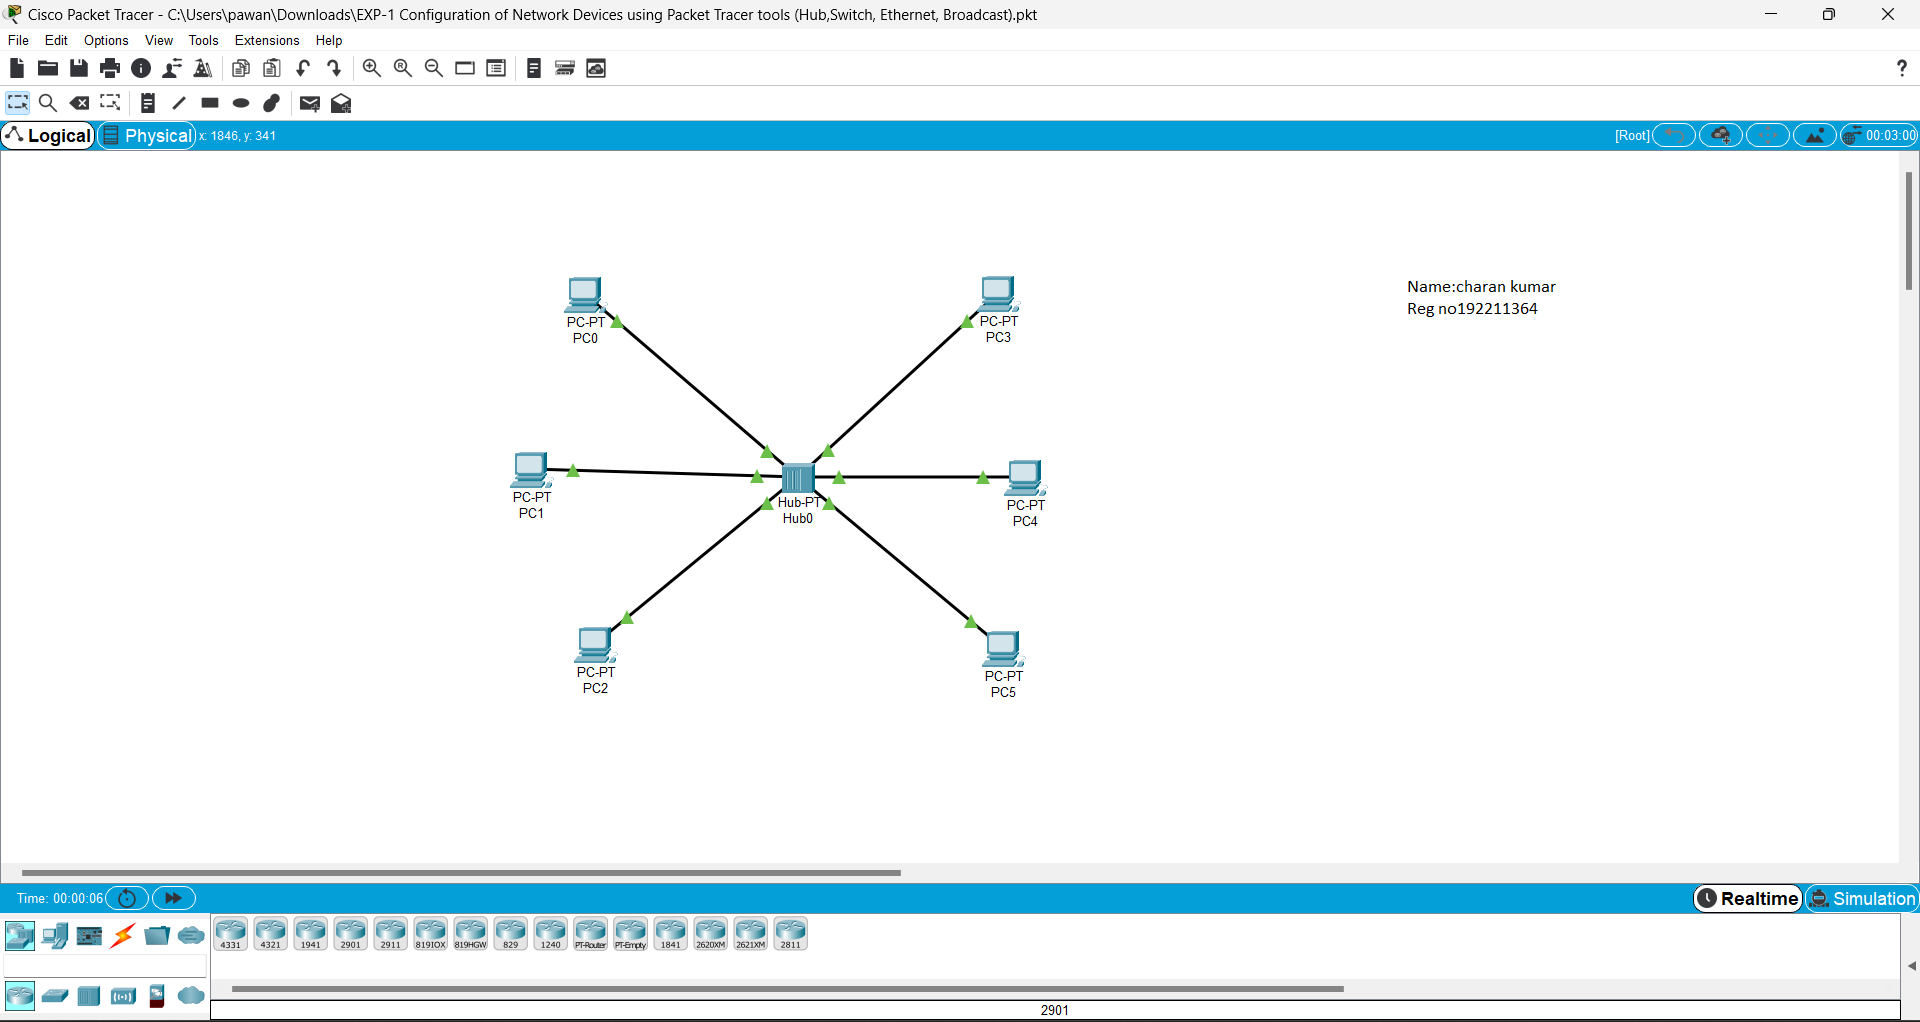 Cisco Packet Tracer - C:\Users\pawan\Downloads\EXP-1 Configuration of Network Devices using Packet Tracer tools (Hub,Switch, Ethernet, Broadcast).pkt
File Edit Options View Tools Extensions Help
Logical Physical x: 1846, y: 341 [Root] 00:03:00
Name:charan kumar
Reg no192211364
PC-PT
PC0
PC-PT
PC3
PC-PT
PC1
Hub-PT
Hub0
PC-PT
PC4
PC-PT
PC2
PC-PT
PC5
Time: 00:00:06 Realtime Simulation
4331 4321 1941 2901 2911 819IOX 819HGW 829 1240 PT-Router PT-Empty 1841 2620XM 2621XM 2811
2901